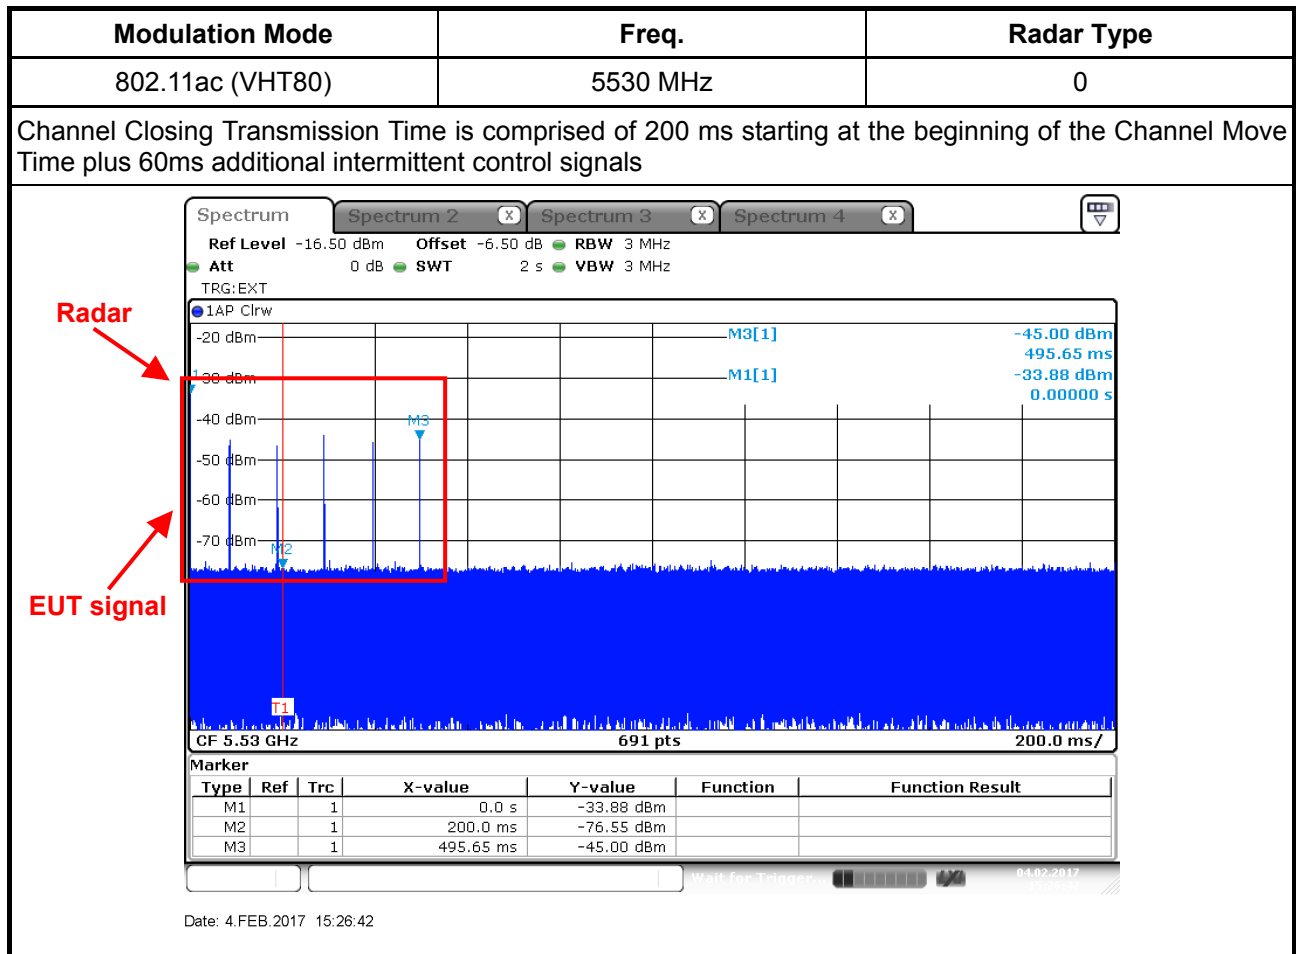 Modulation Mode Freq. Radar Type
802.11ac (VHT80) 5530 MHz 0
Channel Closing Transmission Time is comprised of 200 ms starting at the beginning of the Channel Move
Time plus 60ms additional intermittent control signals
Spectrum Spectrum 2 X Spectrum 3 X Spectrum 4 X
Ref Level -16.50 dBm Offset -6.50 dB RBW 3 MHz
Att 0 dB SWT 2 s VBW 3 MHz
TRG:EXT
1AP Clrw
Radar
-20 dBm M3[1] -45.00 dBm
495.65 ms
-30 dBm M1[1] -33.88 dBm
0.00000 s
-40 dBm M3
-50 dBm
-60 dBm
-70 dBm
M2
EUT signal
T1
CF 5.53 GHz 691 pts 200.0 ms/
Marker
Type Ref Trc X-value Y-value Function Function Result
M1 1 0.0 s -33.88 dBm
M2 1 200.0 ms -76.55 dBm
M3 1 495.65 ms -45.00 dBm
Wait for Trigger... 04.02.2017
Date: 4.FEB.2017 15:26:42